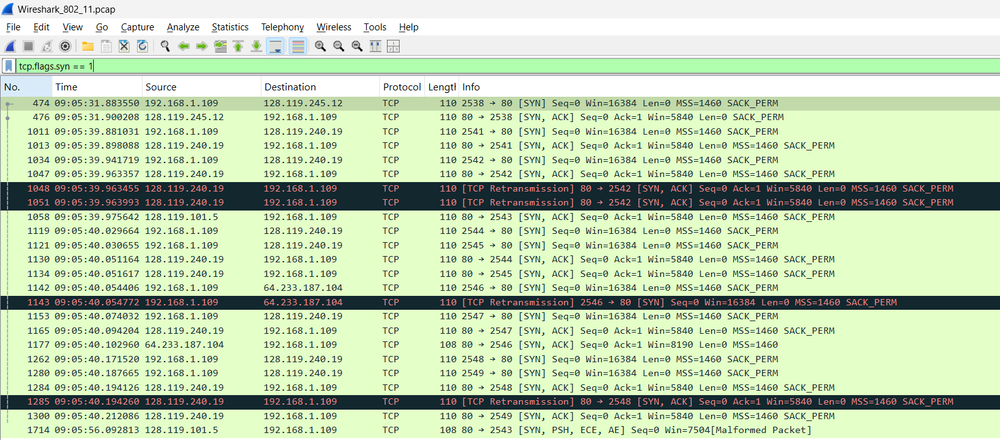 Wireshark_802_11.pcap
File Edit View Go Capture Analyze Statistics Telephony Wireless Tools Help
tcp.flags.syn == 1
No. Time Source Destination Protocol Length Info
474 09:05:31.883550 192.168.1.109 128.119.245.12 TCP 110 2538 → 80 [SYN] Seq=0 Win=16384 Len=0 MSS=1460 SACK_PERM
476 09:05:31.900208 128.119.245.12 192.168.1.109 TCP 110 80 → 2538 [SYN, ACK] Seq=0 Ack=1 Win=5840 Len=0 SACK_PERM
1011 09:05:39.881031 192.168.1.109 128.119.240.19 TCP 110 2541 → 80 [SYN] Seq=0 Win=16384 Len=0 MSS=1460 SACK_PERM
1013 09:05:39.898088 128.119.240.19 192.168.1.109 TCP 110 80 → 2541 [SYN, ACK] Seq=0 Ack=1 Win=5840 Len=0 MSS=1460 SACK_PERM
1034 09:05:39.941719 192.168.1.109 128.119.240.19 TCP 110 2542 → 80 [SYN] Seq=0 Win=16384 Len=0 MSS=1460 SACK_PERM
1047 09:05:39.963357 128.119.240.19 192.168.1.109 TCP 110 80 → 2542 [SYN, ACK] Seq=0 Ack=1 Win=5840 Len=0 MSS=1460 SACK_PERM
1048 09:05:39.963455 128.119.240.19 192.168.1.109 TCP 110 [TCP Retransmission] 80 → 2542 [SYN, ACK] Seq=0 Ack=1 Win=5840 Len=0 MSS=1460 SACK_PERM
1051 09:05:39.963993 128.119.240.19 192.168.1.109 TCP 110 [TCP Retransmission] 80 → 2542 [SYN, ACK] Seq=0 Ack=1 Win=5840 Len=0 MSS=1460 SACK_PERM
1058 09:05:39.975642 128.119.101.5 192.168.1.109 TCP 110 80 → 2543 [SYN, ACK] Seq=0 Ack=1 Win=5840 Len=0 MSS=1460 SACK_PERM
1119 09:05:40.029664 192.168.1.109 128.119.240.19 TCP 110 2544 → 80 [SYN] Seq=0 Win=16384 Len=0 MSS=1460 SACK_PERM
1121 09:05:40.030655 192.168.1.109 128.119.240.19 TCP 110 2545 → 80 [SYN] Seq=0 Win=16384 Len=0 MSS=1460 SACK_PERM
1130 09:05:40.051164 128.119.240.19 192.168.1.109 TCP 110 80 → 2544 [SYN, ACK] Seq=0 Ack=1 Win=5840 Len=0 MSS=1460 SACK_PERM
1134 09:05:40.051617 128.119.240.19 192.168.1.109 TCP 110 80 → 2545 [SYN, ACK] Seq=0 Ack=1 Win=5840 Len=0 MSS=1460 SACK_PERM
1142 09:05:40.054406 192.168.1.109 64.233.187.104 TCP 110 2546 → 80 [SYN] Seq=0 Win=16384 Len=0 MSS=1460 SACK_PERM
1143 09:05:40.054772 192.168.1.109 64.233.187.104 TCP 110 [TCP Retransmission] 2546 → 80 [SYN] Seq=0 Win=16384 Len=0 MSS=1460 SACK_PERM
1153 09:05:40.074032 192.168.1.109 128.119.240.19 TCP 110 2547 → 80 [SYN] Seq=0 Win=16384 Len=0 MSS=1460 SACK_PERM
1165 09:05:40.094204 128.119.240.19 192.168.1.109 TCP 110 80 → 2547 [SYN, ACK] Seq=0 Ack=1 Win=5840 Len=0 MSS=1460 SACK_PERM
1177 09:05:40.102960 64.233.187.104 192.168.1.109 TCP 108 80 → 2546 [SYN, ACK] Seq=0 Ack=1 Win=8190 Len=0 MSS=1460
1262 09:05:40.171520 192.168.1.109 128.119.240.19 TCP 110 2548 → 80 [SYN] Seq=0 Win=16384 Len=0 MSS=1460 SACK_PERM
1280 09:05:40.187665 192.168.1.109 128.119.240.19 TCP 110 2549 → 80 [SYN] Seq=0 Win=16384 Len=0 MSS=1460 SACK_PERM
1284 09:05:40.194126 128.119.240.19 192.168.1.109 TCP 110 80 → 2548 [SYN, ACK] Seq=0 Ack=1 Win=5840 Len=0 MSS=1460 SACK_PERM
1285 09:05:40.194260 128.119.240.19 192.168.1.109 TCP 110 [TCP Retransmission] 80 → 2548 [SYN, ACK] Seq=0 Ack=1 Win=5840 Len=0 MSS=1460 SACK_PERM
1300 09:05:40.212086 128.119.240.19 192.168.1.109 TCP 110 80 → 2549 [SYN, ACK] Seq=0 Ack=1 Win=5840 Len=0 MSS=1460 SACK_PERM
1714 09:05:56.092813 128.119.101.5 192.168.1.109 TCP 108 80 → 2543 [SYN, PSH, ECE, AE] Seq=0 Win=7504[Malformed Packet]